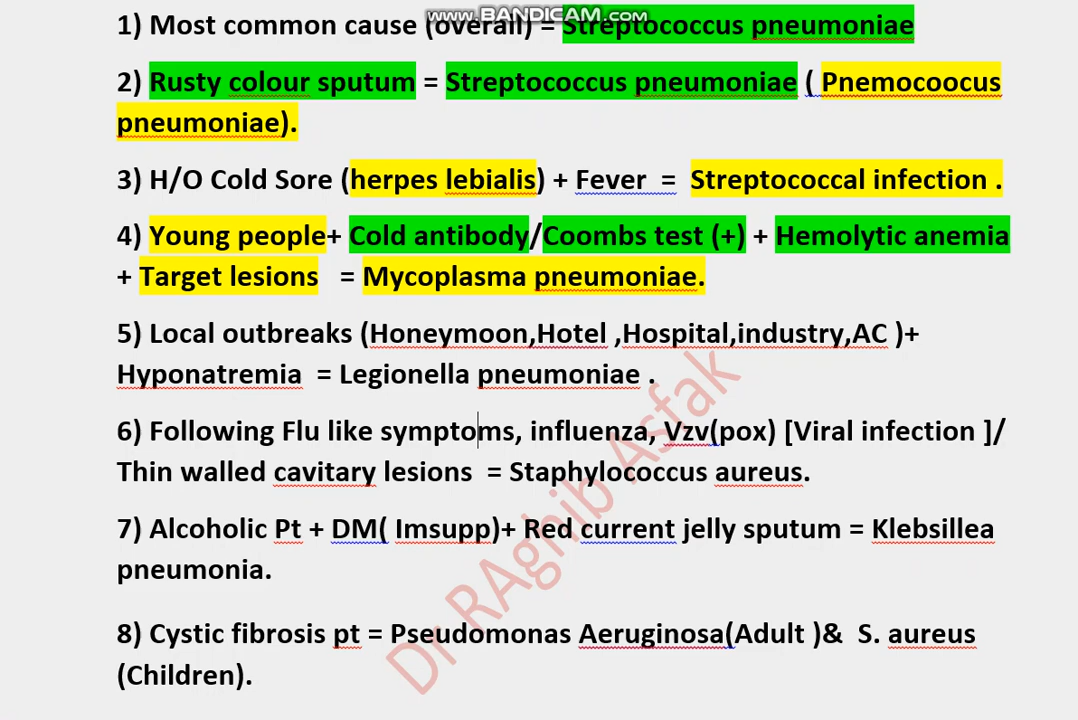 www.BANDICAM.com
1) Most common cause (overall) = Streptococcus pneumoniae
2) Rusty colour sputum = Streptococcus pneumoniae ( Pnemocoocus
pneumoniae).
3) H/O Cold Sore (herpes lebialis) + Fever = Streptococcal infection .
4) Young people+ Cold antibody/Coombs test (+) + Hemolytic anemia
+ Target lesions = Mycoplasma pneumoniae.
5) Local outbreaks (Honeymoon,Hotel ,Hospital,industry,AC )+
Hyponatremia = Legionella pneumoniae .
6) Following Flu like symptoms, influenza, Vzv(pox) [Viral infection ]/
Thin walled cavitary lesions = Staphylococcus aureus.
7) Alcoholic Pt + DM( Imsupp)+ Red current jelly sputum = Klebsillea
pneumonia.
8) Cystic fibrosis pt = Pseudomonas Aeruginosa(Adult )& S. aureus
(Children).
Dr RAghib Asfak